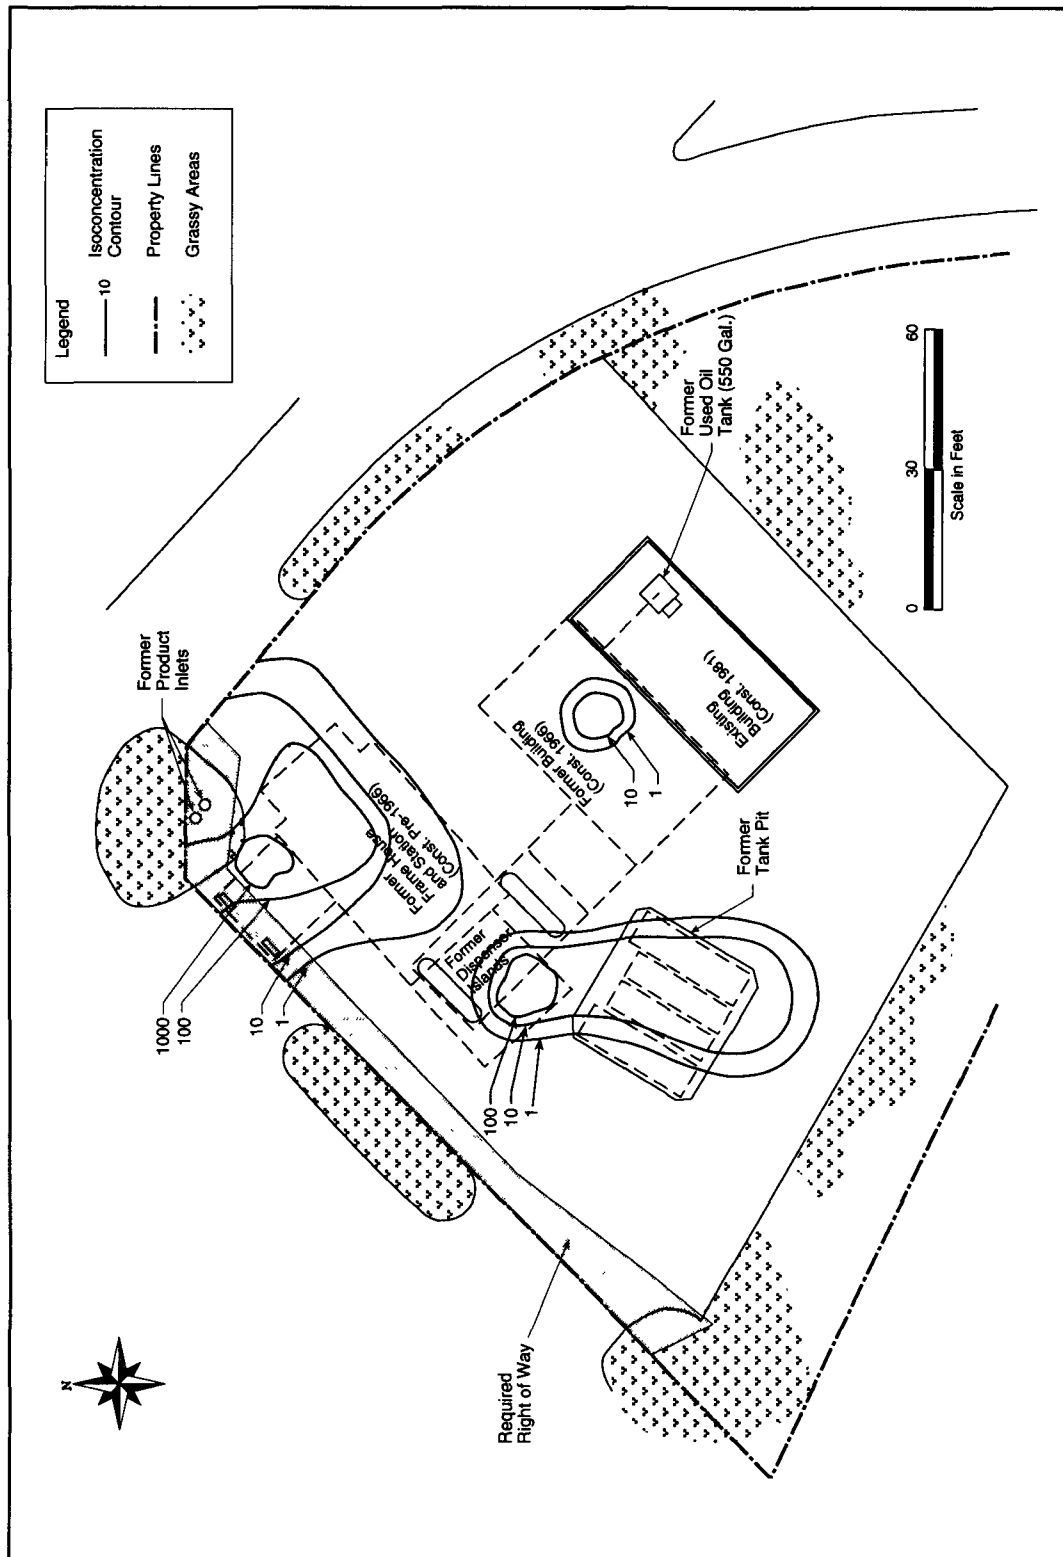 Legend
10
Isoconcentration
Contour
Property Lines
Grassy Areas
N
Former
Product
Inlets
1000
100
10
1
Former
Frame House
and Station
(Const. Pre-1966)
Former Building
(Const. 1966)
10
1
Former
Used Oil
Tank (550 Gal.)
Existing
Building
(Const. 1981)
Former
Dispenser
Islands
100
10
1
Former
Tank Pit
Required
Right of Way
0
30
60
Scale in Feet